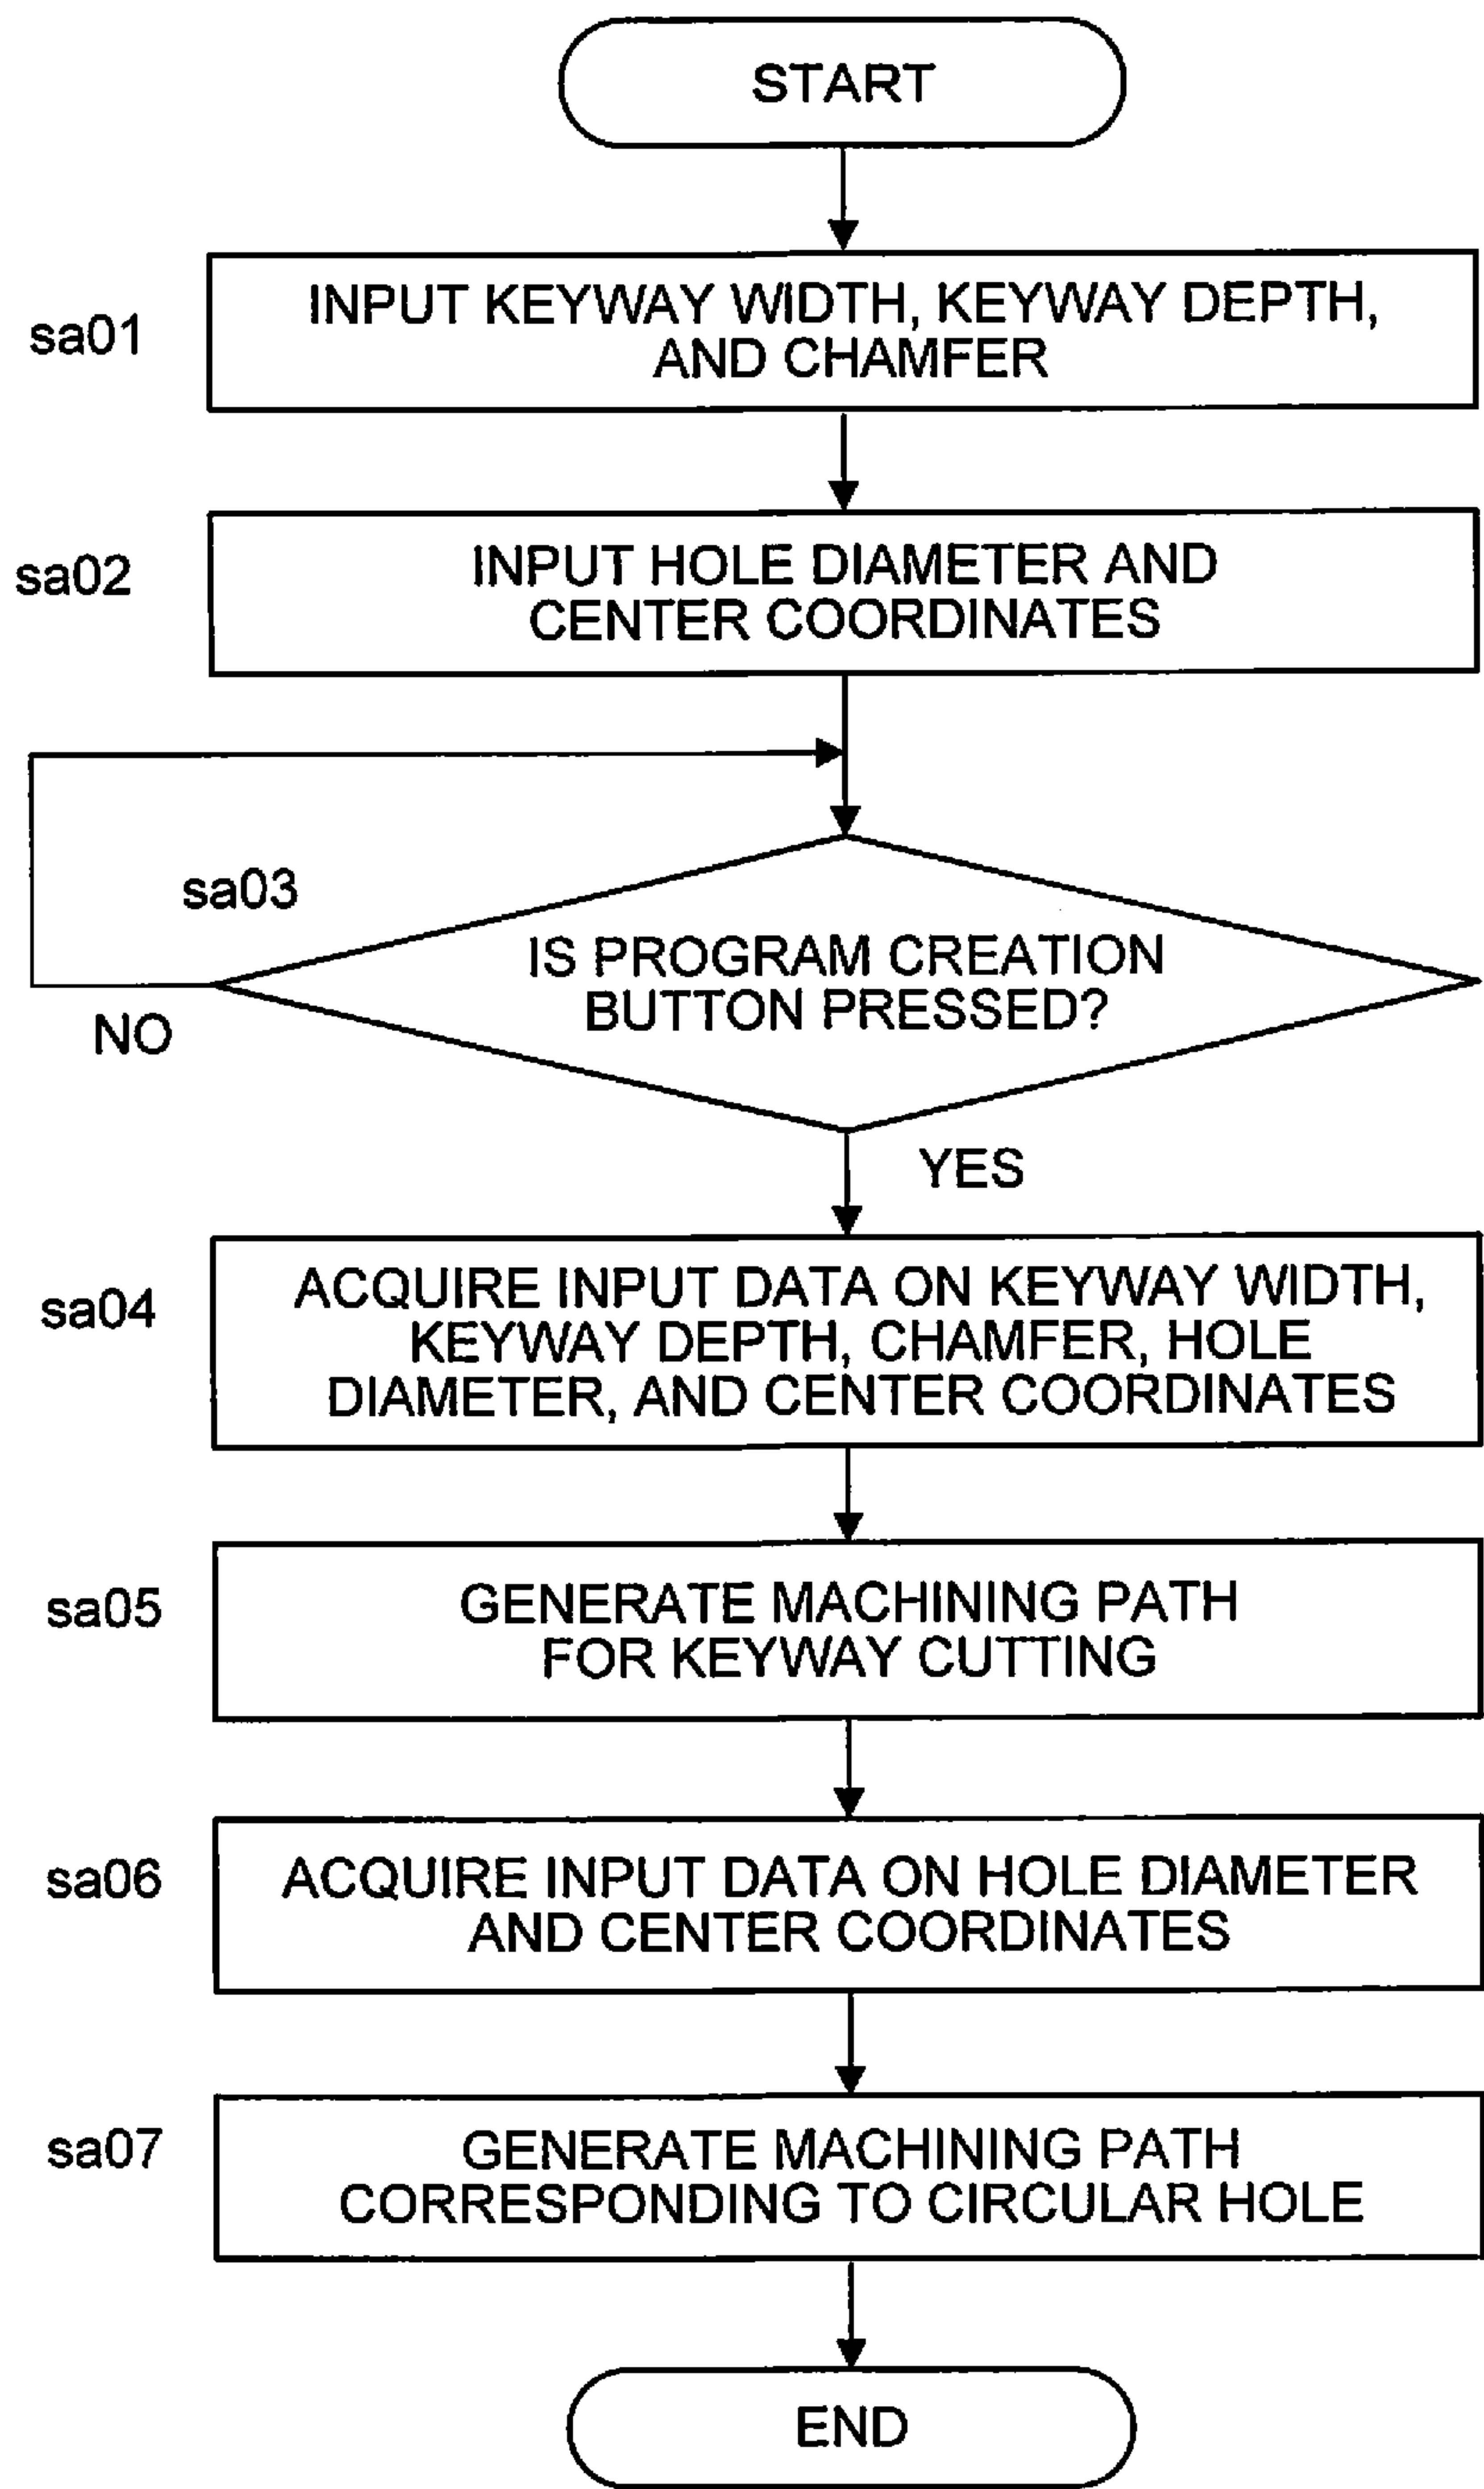 START
sa01
INPUT KEYWAY WIDTH, KEYWAY DEPTH,
AND CHAMFER
sa02
INPUT HOLE DIAMETER AND
CENTER COORDINATES
sa03
IS PROGRAM CREATION
BUTTON PRESSED?
NO
YES
sa04
ACQUIRE INPUT DATA ON KEYWAY WIDTH,
KEYWAY DEPTH, CHAMFER, HOLE
DIAMETER, AND CENTER COORDINATES
sa05
GENERATE MACHINING PATH
FOR KEYWAY CUTTING
sa06
ACQUIRE INPUT DATA ON HOLE DIAMETER
AND CENTER COORDINATES
sa07
GENERATE MACHINING PATH
CORRESPONDING TO CIRCULAR HOLE
END